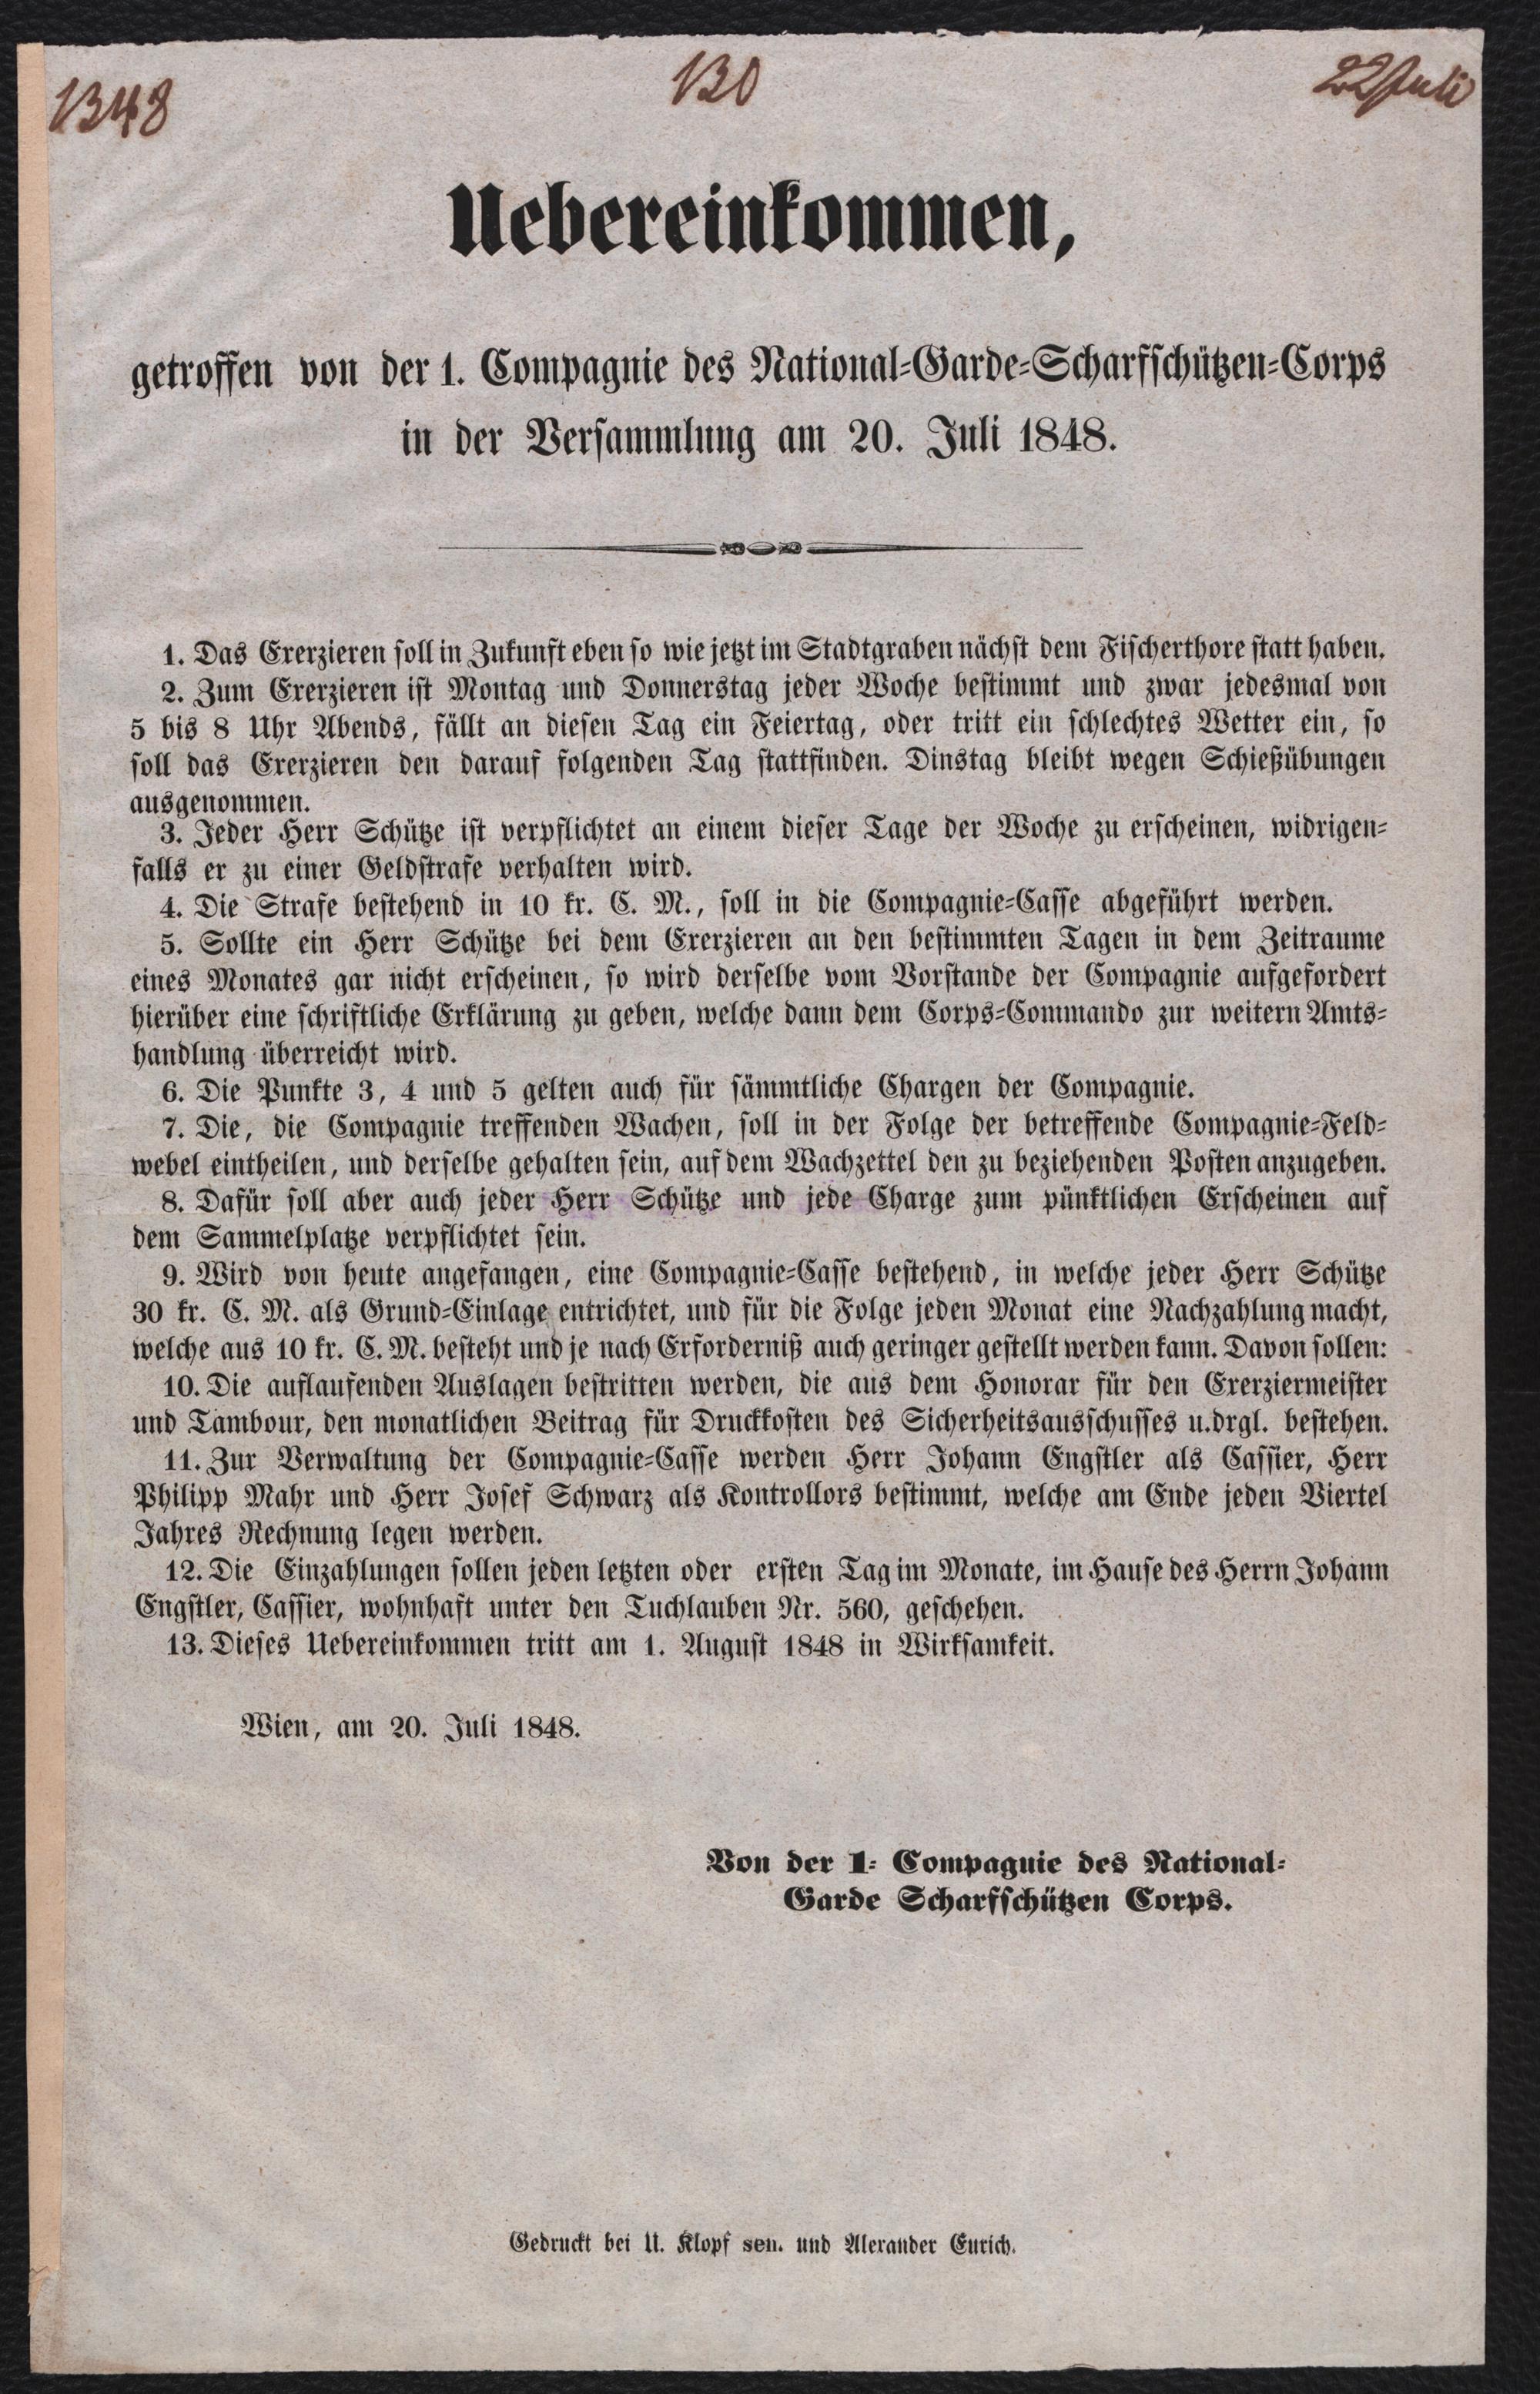 1348
130
22 Juli
Uebereinkommen,
getroffen von der 1. Compagnie des National-Garde-Scharfschützen-Corps
in der Versammlung am 20. Juli 1848.
1. Das Exerzieren soll in Zukunft eben so wie jetzt im Stadtgraben nächst dem Fischerthore statt haben.
2. Zum Exerzieren ist Montag und Donnerstag jeder Woche bestimmt und zwar jedesmal von
5 bis 8 Uhr Abends, fällt an diesen Tag ein Feiertag, oder tritt ein schlechtes Wetter ein, so
soll das Exerzieren den darauf folgenden Tag stattfinden. Dinstag bleibt wegen Schießübungen
ausgenommen.
3. Jeder Herr Schütze ist verpflichtet an einem dieser Tage der Woche zu erscheinen, widrigen-
falls er zu einer Geldstrafe verhalten wird.
4. Die Strafe bestehend in 10 kr. C. M., soll in die Compagnie-Casse abgeführt werden.
5. Sollte ein Herr Schütze bei dem Exerzieren an den bestimmten Tagen in dem Zeitraume
eines Monates gar nicht erscheinen, so wird derselbe vom Vorstande der Compagnie aufgefordert
hierüber eine schriftliche Erklärung zu geben, welche dann dem Corps-Commando zur weitern Amts-
handlung überreicht wird.
6. Die Punkte 3, 4 und 5 gelten auch für sämmtliche Chargen der Compagnie.
7. Die, die Compagnie treffenden Wachen, soll in der Folge der betreffende Compagnie-Feld-
webel eintheilen, und derselbe gehalten sein, auf dem Wachzettel den zu beziehenden Posten anzugeben.
8. Dafür soll aber auch jeder Herr Schütze und jede Charge zum pünktlichen Erscheinen auf
dem Sammelplatze verpflichtet sein.
9. Wird von heute angefangen, eine Compagnie-Casse bestehend, in welche jeder Herr Schütze
30 kr. C. M. als Grund-Einlage entrichtet, und für die Folge jeden Monat eine Nachzahlung macht,
welche aus 10 kr. C. M. besteht und je nach Erforderniß auch geringer gestellt werden kann. Davon sollen:
10. Die auflaufenden Auslagen bestritten werden, die aus dem Honorar für den Exerziermeister
und Tambour, den monatlichen Beitrag für Druckkosten des Sicherheitsausschusses u.drgl. bestehen.
11. Zur Verwaltung der Compagnie-Casse werden Herr Johann Engstler als Cassier, Herr
Philipp Mahr und Herr Josef Schwarz als Kontrollors bestimmt, welche am Ende jeden Viertel
Jahres Rechnung legen werden.
12. Die Einzahlungen sollen jeden letzten oder ersten Tag im Monate, im Hause des Herrn Johann
Engstler, Cassier, wohnhaft unter den Tuchlauben Nr. 560, geschehen.
13. Dieses Uebereinkommen tritt am 1. August 1848 in Wirksamkeit.
Wien, am 20. Juli 1848.
Von der 1. Compagnie des National-
Garde Scharfschützen Corps.
Gedruckt bei U. Klopf sen. und Alexander Eurich.